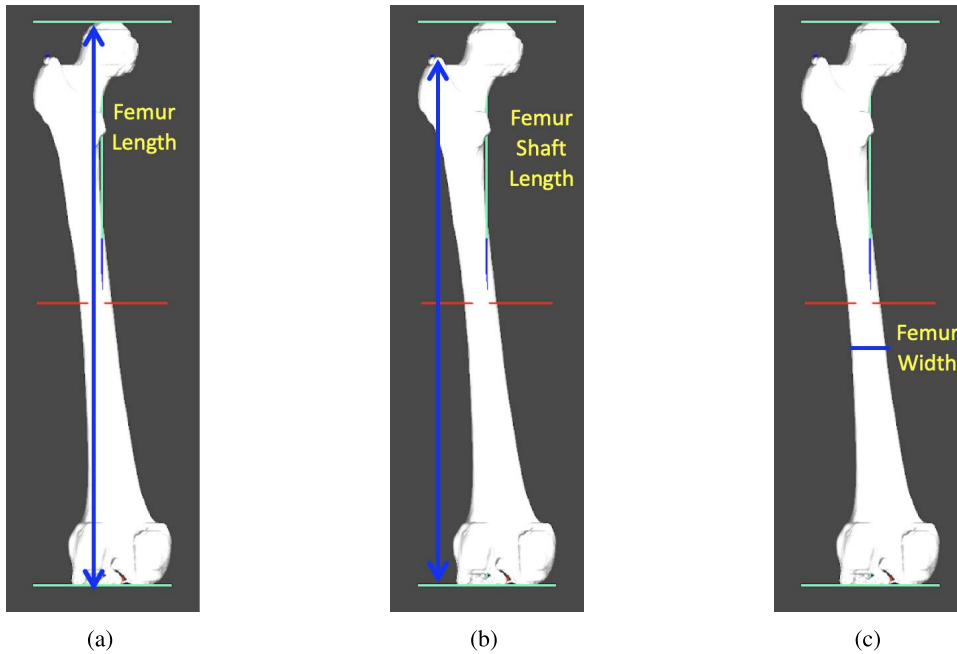 Femur
Length
Femur
Shaft
Length
Femur
Width
(a)
(b)
(c)